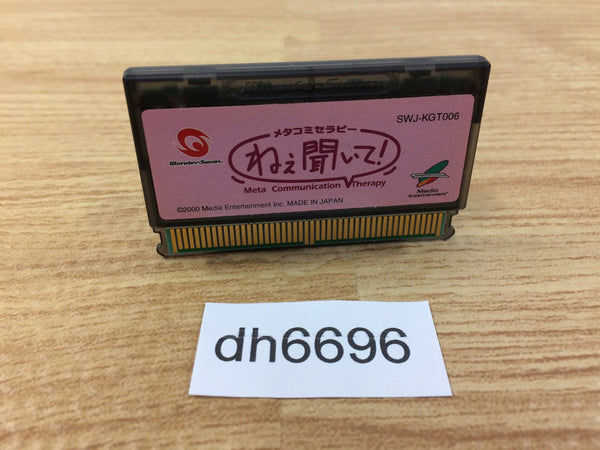 WonderSwan
SWJ-KGT006
メタコミセラピー
ねぇ聞いて!
WonderSwan
Meta Communication Therapy
Media
Entertainment
©2000 Media Entertainment Inc. MADE IN JAPAN
dh6696